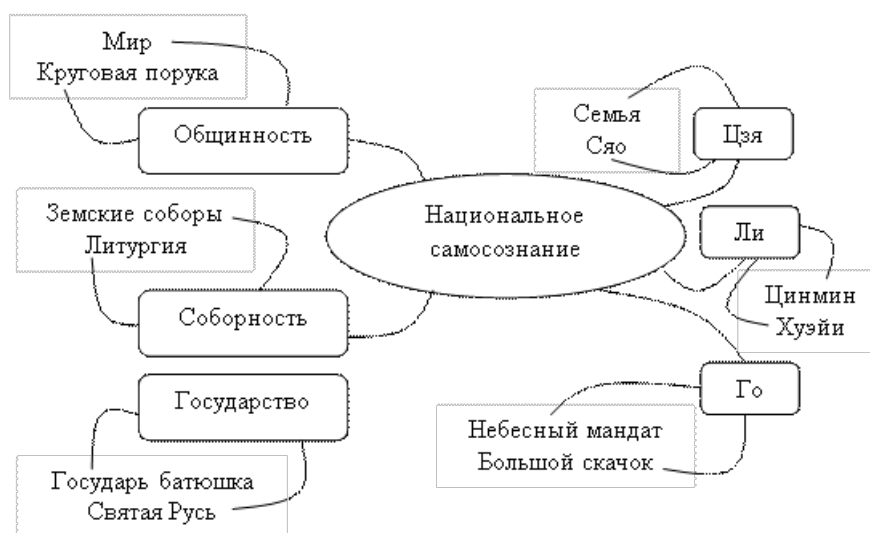 Мир
Круговая порука
Общинность
Земские соборы
Литургия
Соборность
Государство
Государь батюшка
Святая Русь
Национальное
самосознание
Семья
Сяо
Цзя
Ли
Цинмин
Хуэйи
Го
Небесный мандат
Большой скачок